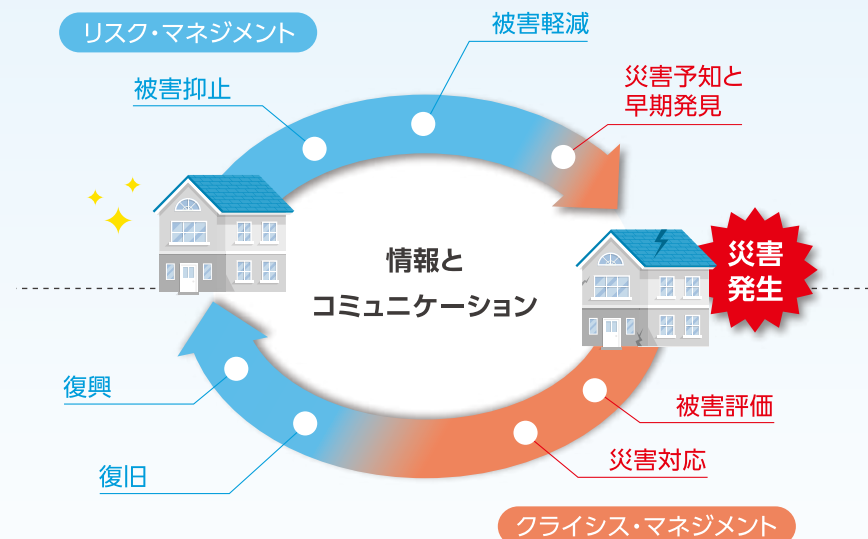 リスク・マネジメント
被害軽減
被害抑止
災害予知と
早期発見
情報と
コミュニケーション
災害
発生
復興
復旧
被害評価
災害対応
クライシス・マネジメント